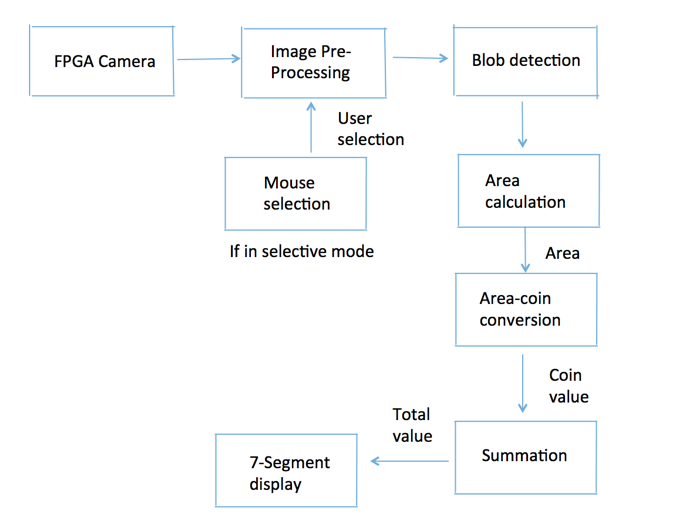 FPGA Camera
Image Pre-
Processing
Blob detection
User
selection
Mouse
selection
If in selective mode
Area
calculation
Area
Area-coin
conversion
Coin
value
Total
value
Summation
7-Segment
display